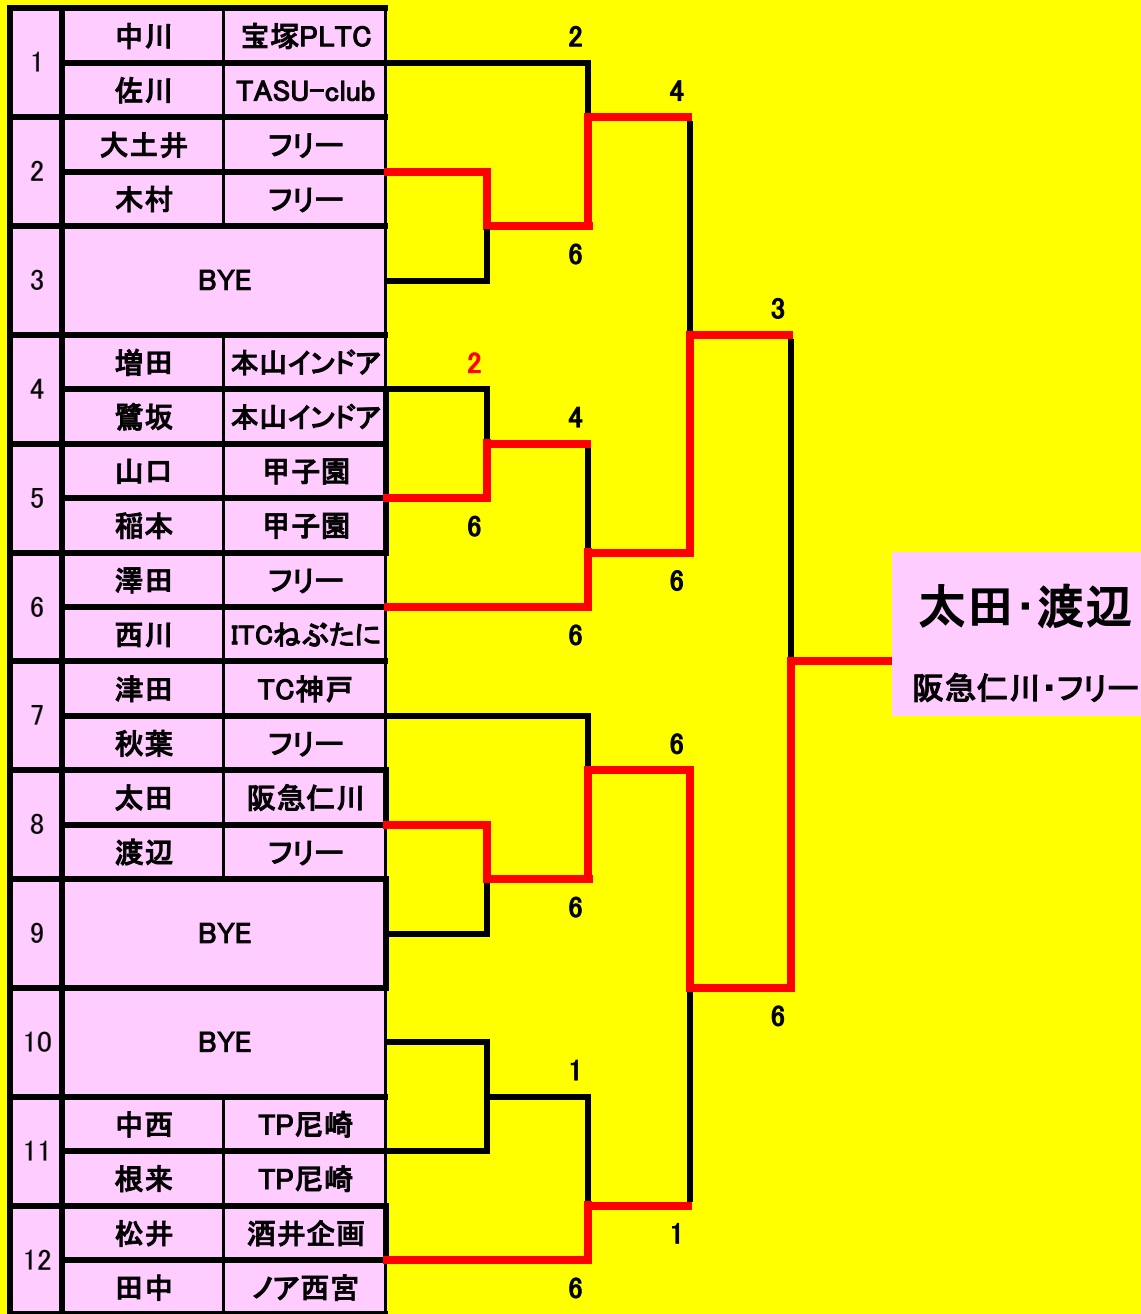 1 中川 宝塚PLTC 2
佐川 TASU-club 4
2 大土井 フリー
木村 フリー
6
3 BYE
3
4 増田 本山インドア 2
鷺坂 本山インドア 4
5 山口 甲子園
稲本 甲子園 6
6 澤田 フリー 6
西川 ITCねぶたに 6
太田・渡辺
阪急仁川・フリー
7 津田 TC神戸
秋葉 フリー 6
8 太田 阪急仁川
渡辺 フリー
6
9 BYE
6
10 BYE
1
11 中西 TP尼崎
根来 TP尼崎
12 松井 酒井企画 1
田中 ノア西宮 6